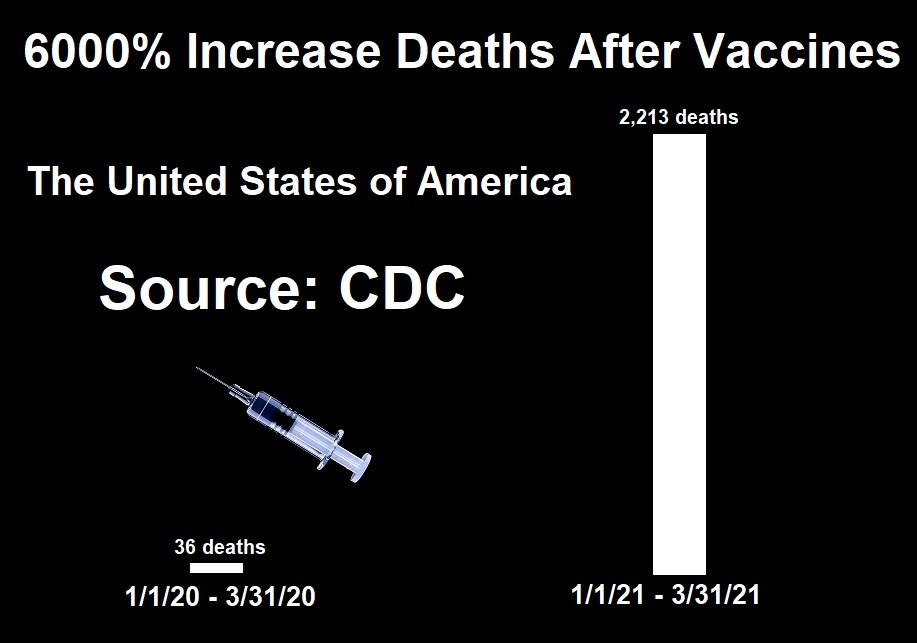 6000% Increase Deaths After Vaccines
2,213 deaths
The United States of America
Source: CDC
36 deaths
1/1/20 - 3/31/20
1/1/21 - 3/31/21